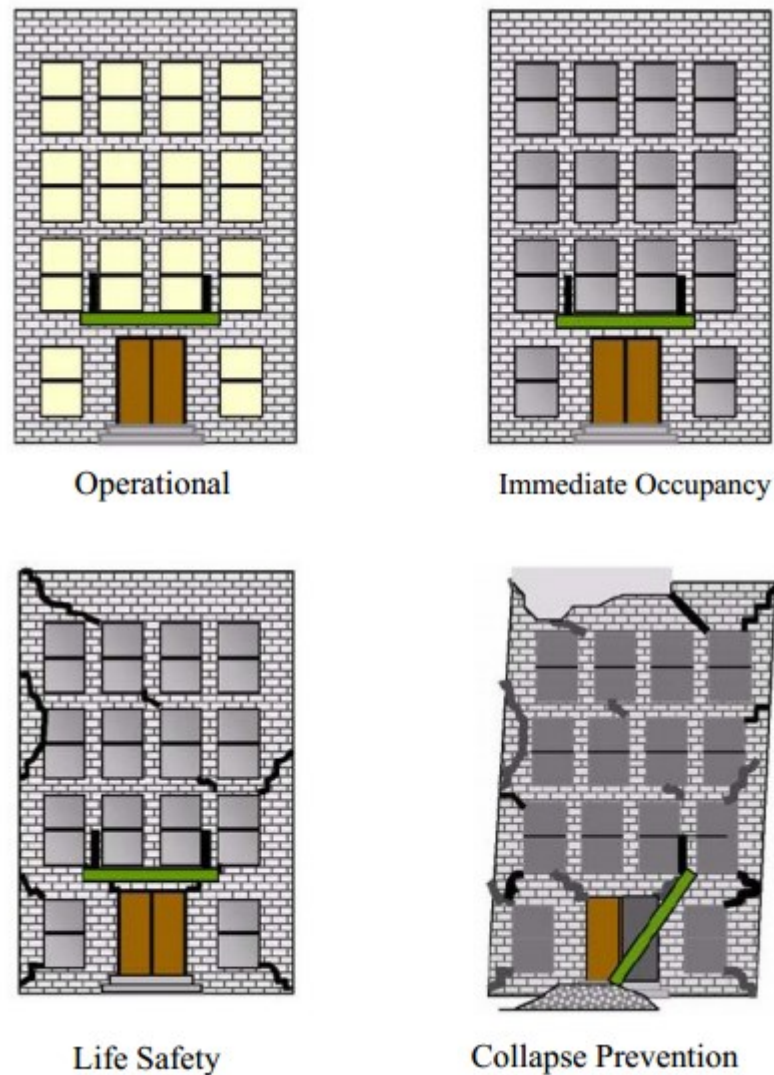 Operational
Immediate Occupancy
Life Safety
Collapse Prevention